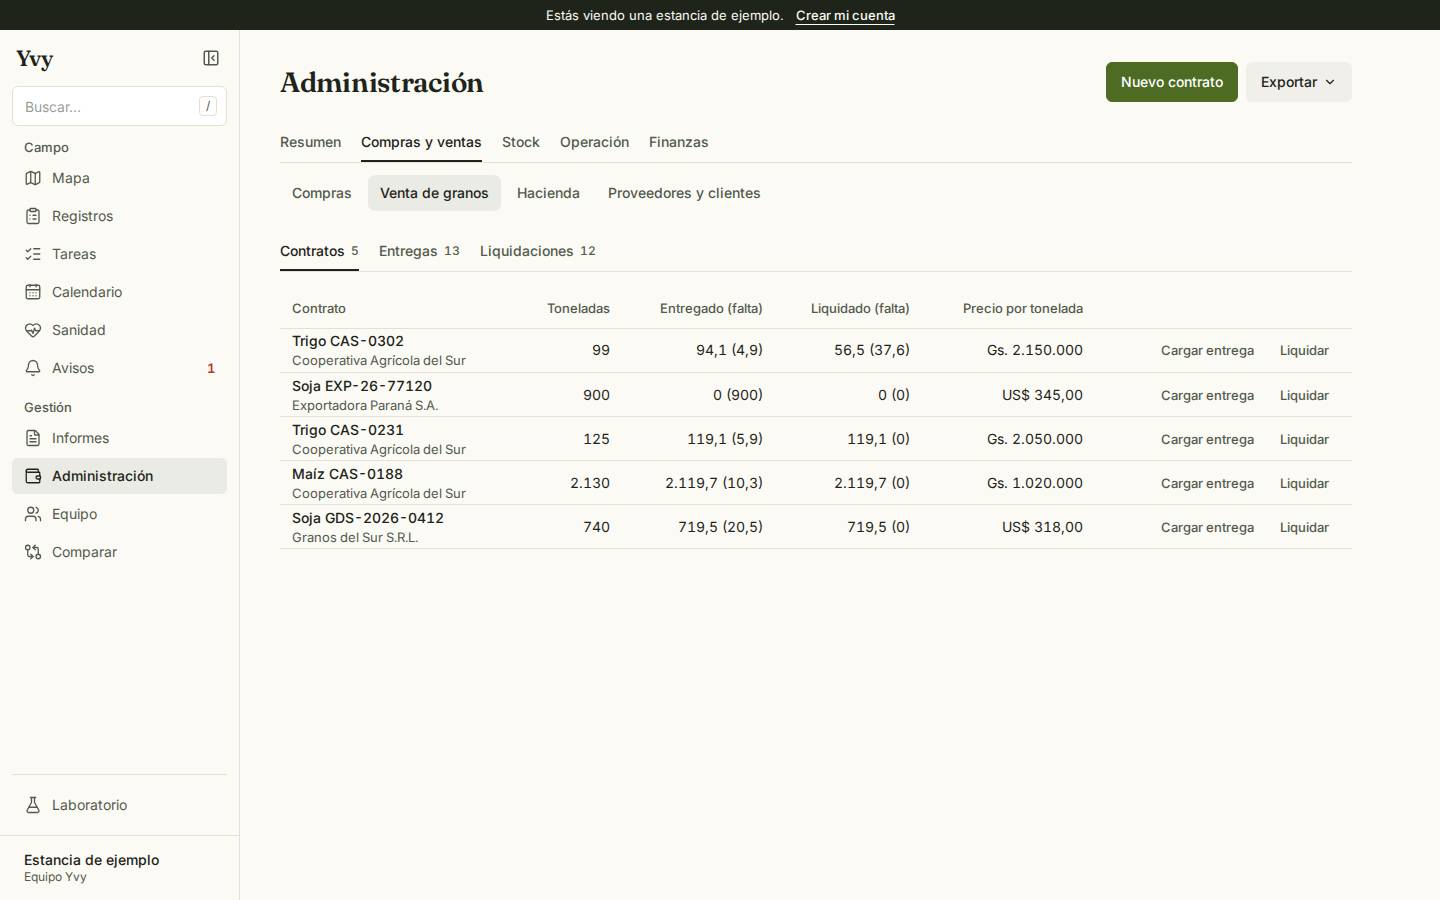 Estás viendo una estancia de ejemplo. Crear mi cuenta
Yvy
Buscar... /
Campo
Mapa
Registros
Tareas
Calendario
Sanidad
Avisos 1
Gestión
Informes
Administración
Equipo
Comparar
Laboratorio
Estancia de ejemplo
Equipo Yvy
Administración
Nuevo contrato Exportar
Resumen Compras y ventas Stock Operación Finanzas
Compras Venta de granos Hacienda Proveedores y clientes
Contratos 5 Entregas 13 Liquidaciones 12
Contrato Toneladas Entregado (falta) Liquidado (falta) Precio por tonelada
Trigo CAS-0302
Cooperativa Agrícola del Sur
99 94,1 (4,9) 56,5 (37,6) Gs. 2.150.000 Cargar entrega Liquidar
Soja EXP-26-77120
Exportadora Paraná S.A.
900 0 (900) 0 (0) US$ 345,00 Cargar entrega Liquidar
Trigo CAS-0231
Cooperativa Agrícola del Sur
125 119,1 (5,9) 119,1 (0) Gs. 2.050.000 Cargar entrega Liquidar
Maíz CAS-0188
Cooperativa Agrícola del Sur
2.130 2.119,7 (10,3) 2.119,7 (0) Gs. 1.020.000 Cargar entrega Liquidar
Soja GDS-2026-0412
Granos del Sur S.R.L.
740 719,5 (20,5) 719,5 (0) US$ 318,00 Cargar entrega Liquidar